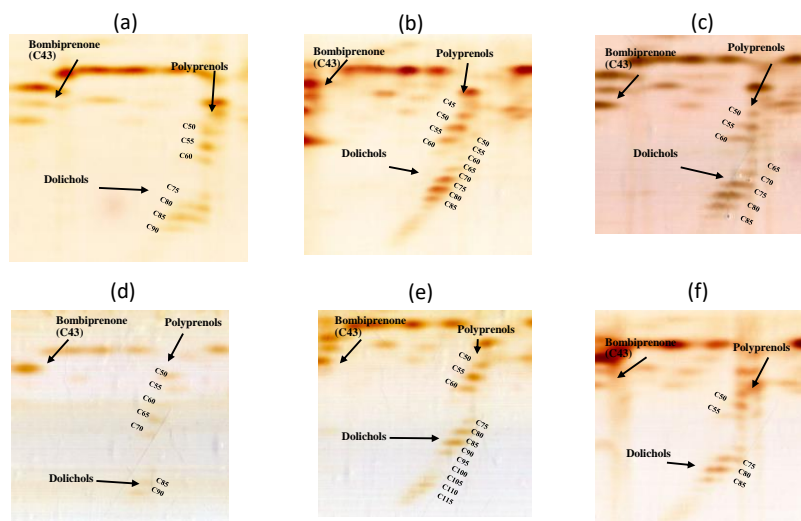 (a)
Bombiprenone
(C43)
Polyprenols
C50
C55
C60
Dolichols
C75
C80
C85
C90
(b)
Bombiprenone
(C43)
Polyprenols
C45
C50
C55
C60
C50
C55
C60
C65
C70
C75
C80
C85
Dolichols
(c)
Bombiprenone
(C43)
Polyprenols
C50
C55
C60
C65
C70
C75
C80
C85
Dolichols
(d)
Bombiprenone
(C43)
Polyprenols
C50
C55
C60
C65
C70
Dolichols
C85
C90
(e)
Bombiprenone
(C43)
Polyprenols
C50
C55
C60
C75
C80
C85
C90
C95
C100
C105
C110
C115
Dolichols
(f)
Bombiprenone
(C43)
Polyprenols
C50
C55
Dolichols
C75
C80
C85